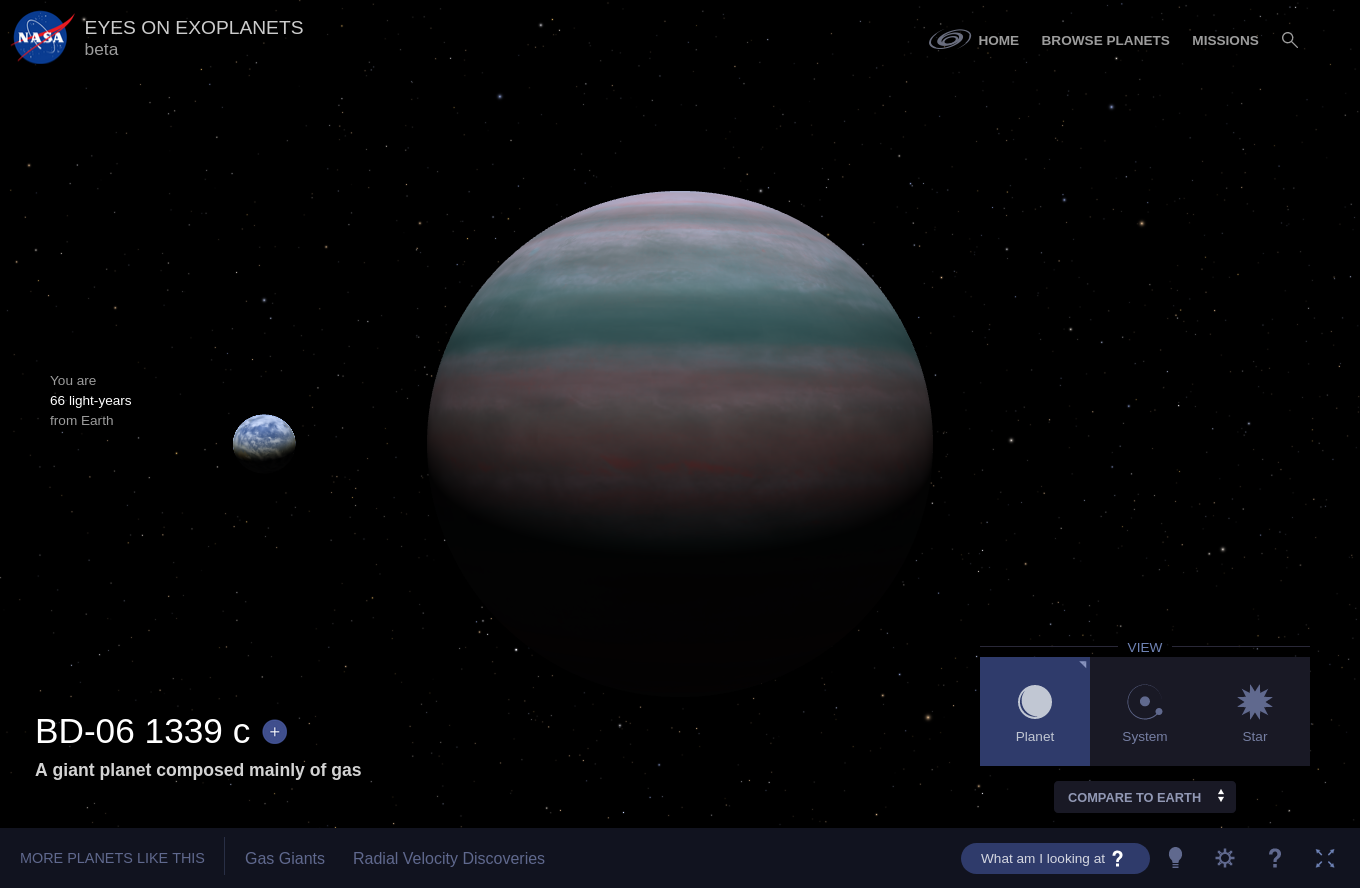 NASA
EYES ON EXOPLANETS
beta
HOME
BROWSE PLANETS
MISSIONS
You are
66 light-years
from Earth
VIEW
Planet
System
Star
COMPARE TO EARTH
BD-06 1339 c +
A giant planet composed mainly of gas
MORE PLANETS LIKE THIS
Gas Giants
Radial Velocity Discoveries
What am I looking at ?
?